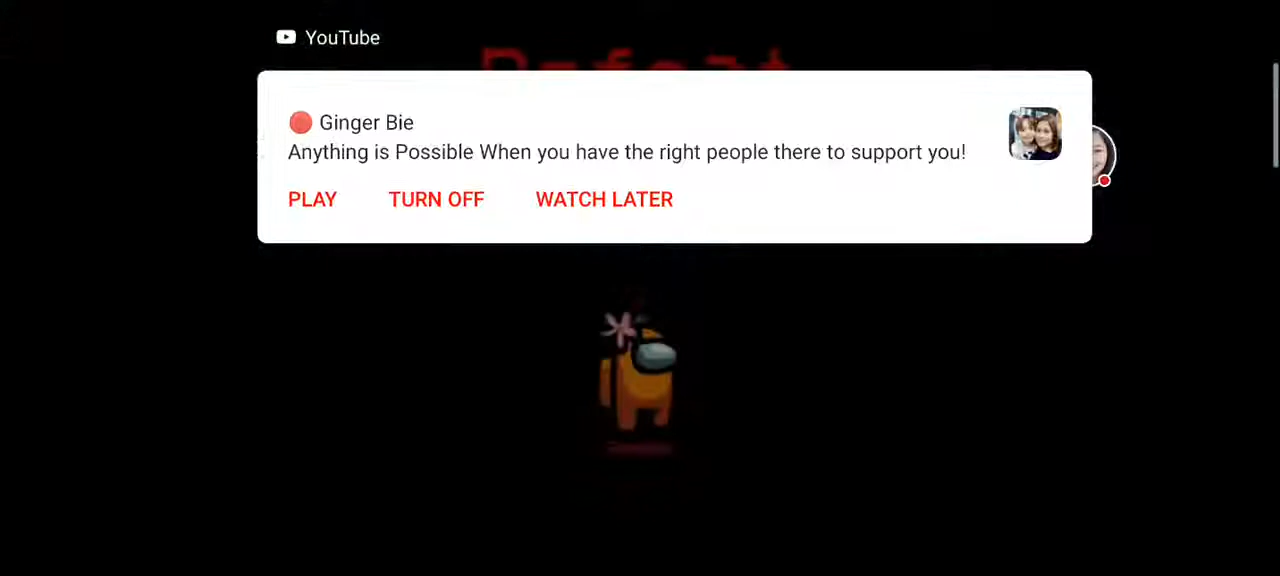 YouTube
Defeat
🔴 Ginger Bie
Anything is Possible When you have the right people there to support you!
PLAY TURN OFF WATCH LATER